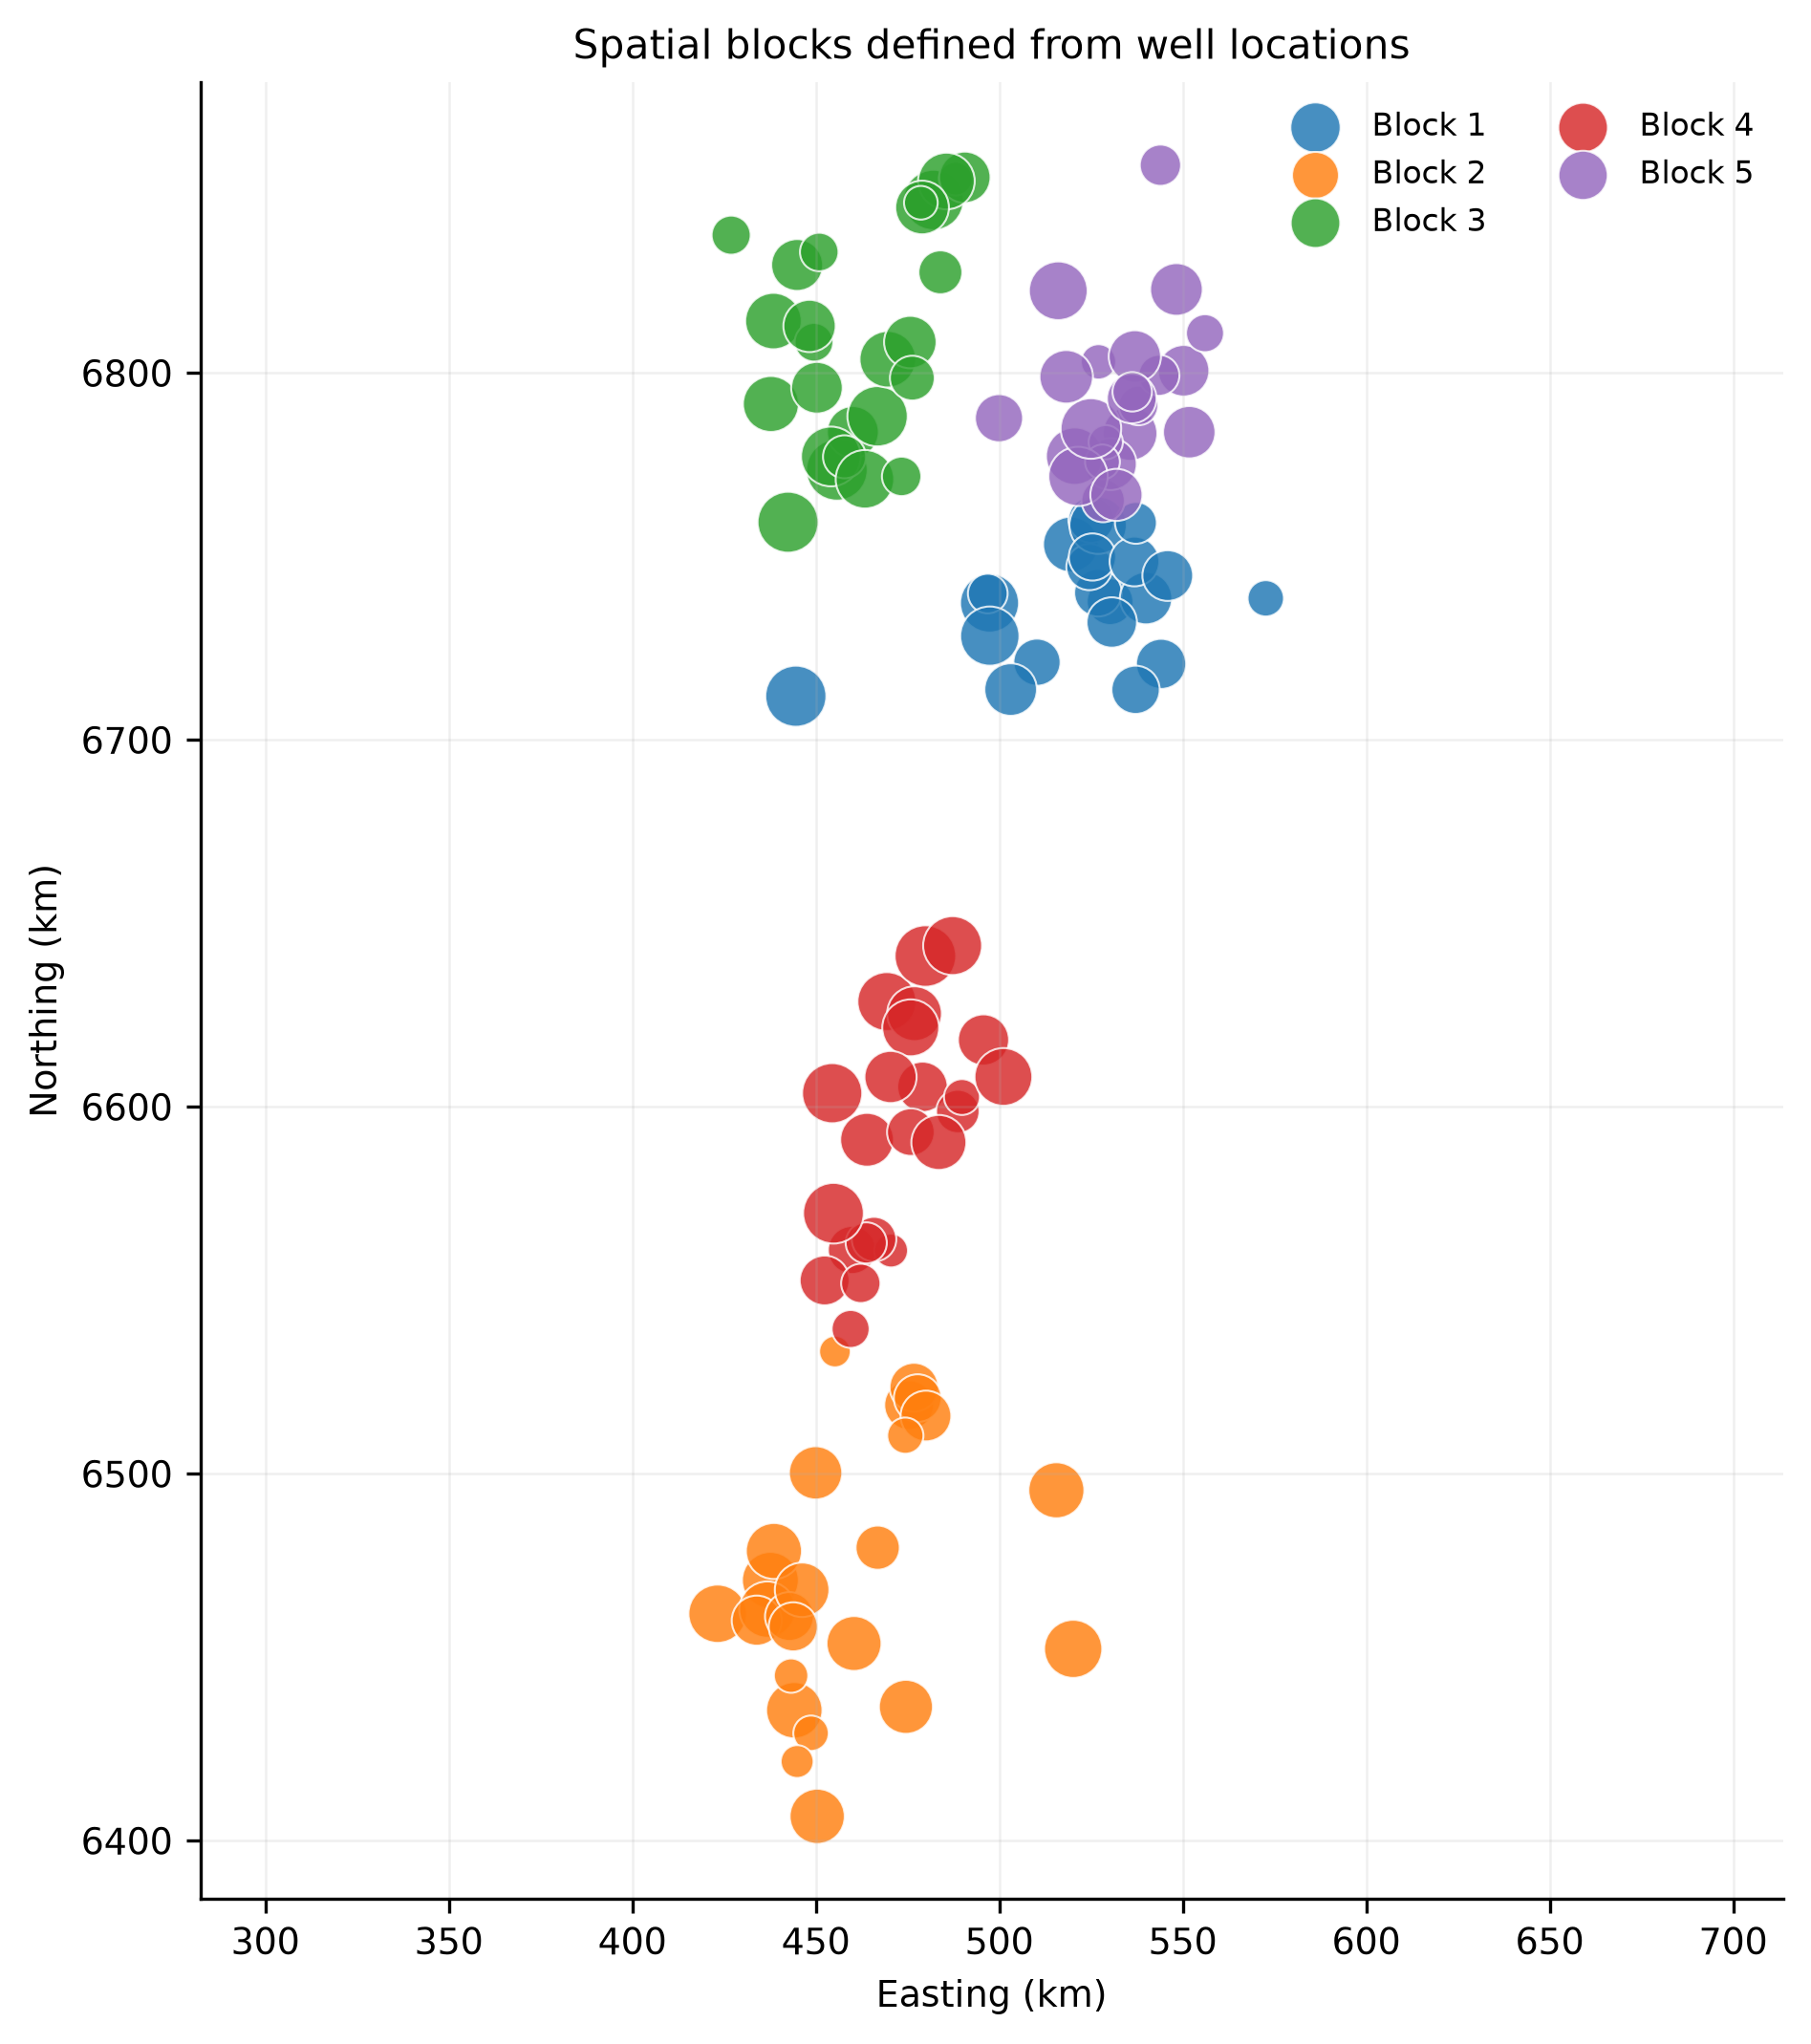 Spatial blocks defined from well locations
Block 1
Block 2
Block 3
Block 4
Block 5
6800
6700
6600
6500
6400
Northing (km)
300 350 400 450 500 550 600 650 700
Easting (km)